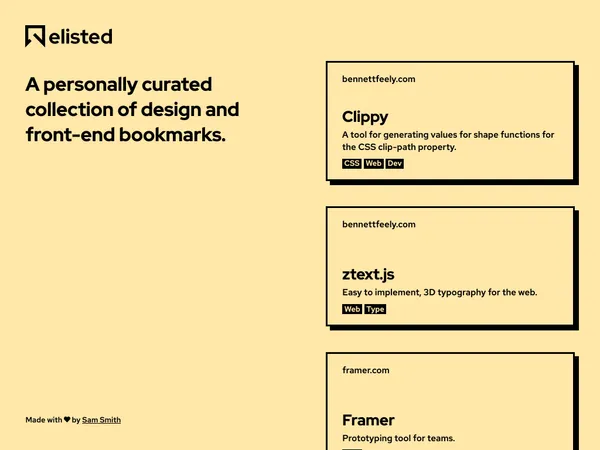 elisted
A personally curated
collection of design and
front-end bookmarks.
Made with ♥ by Sam Smith
bennettfeely.com
Clippy
A tool for generating values for shape functions for
the CSS clip-path property.
CSS Web Dev
bennettfeely.com
ztext.js
Easy to implement, 3D typography for the web.
Web Type
framer.com
Framer
Prototyping tool for teams.